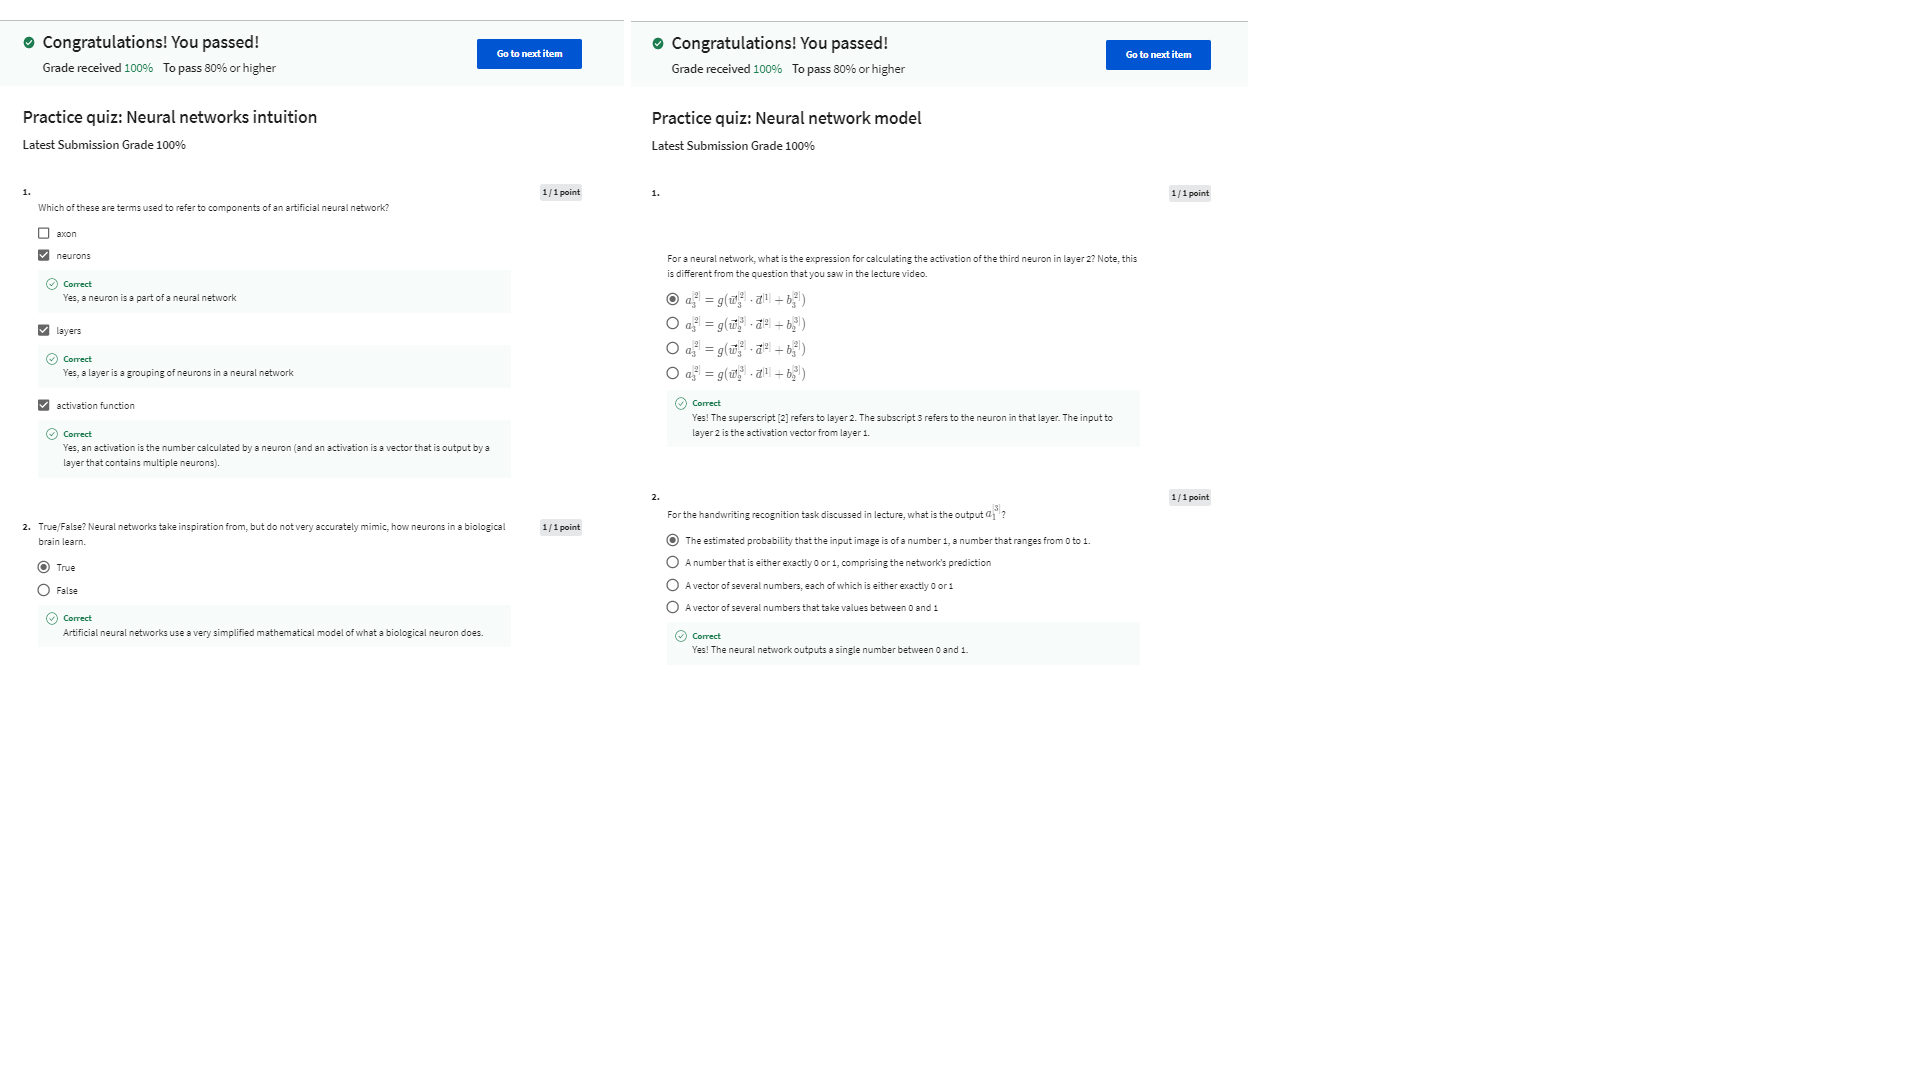 Congratulations! You passed!
Grade received 100% To pass 80% or higher
Go to next item
Practice quiz: Neural networks intuition
Latest Submission Grade 100%
1.
1 / 1 point
Which of these are terms used to refer to components of an artificial neural network?
axon
neurons
Correct
Yes, a neuron is a part of a neural network
layers
Correct
Yes, a layer is a grouping of neurons in a neural network
activation function
Correct
Yes, an activation is the number calculated by a neuron (and an activation is a vector that is output by a
layer that contains multiple neurons).
2. True/False? Neural networks take inspiration from, but do not very accurately mimic, how neurons in a biological
brain learn.
1 / 1 point
True
False
Correct
Artificial neural networks use a very simplified mathematical model of what a biological neuron does.
Congratulations! You passed!
Grade received 100% To pass 80% or higher
Go to next item
Practice quiz: Neural network model
Latest Submission Grade 100%
1.
1 / 1 point
For a neural network, what is the expression for calculating the activation of the third neuron in layer 2? Note, this
is different from the question that you saw in the lecture video.
$a_3^{[2]} = g(\vec{w}_3^{[2]} \cdot \vec{a}^{[1]} + b_3^{[2]})$
$a_3^{[2]} = g(\vec{w}_2^{[3]} \cdot \vec{a}^{[2]} + b_2^{[3]})$
$a_3^{[2]} = g(\vec{w}_3^{[2]} \cdot \vec{a}^{[2]} + b_3^{[2]})$
$a_3^{[2]} = g(\vec{w}_2^{[3]} \cdot \vec{a}^{[1]} + b_2^{[3]})$
Correct
Yes! The superscript [2] refers to layer 2. The subscript 3 refers to the neuron in that layer. The input to
layer 2 is the activation vector from layer 1.
2.
1 / 1 point
For the handwriting recognition task discussed in lecture, what is the output $a_1^{[3]}$?
The estimated probability that the input image is of a number 1, a number that ranges from 0 to 1.
A number that is either exactly 0 or 1, comprising the network's prediction
A vector of several numbers, each of which is either exactly 0 or 1
A vector of several numbers that take values between 0 and 1
Correct
Yes! The neural network outputs a single number between 0 and 1.